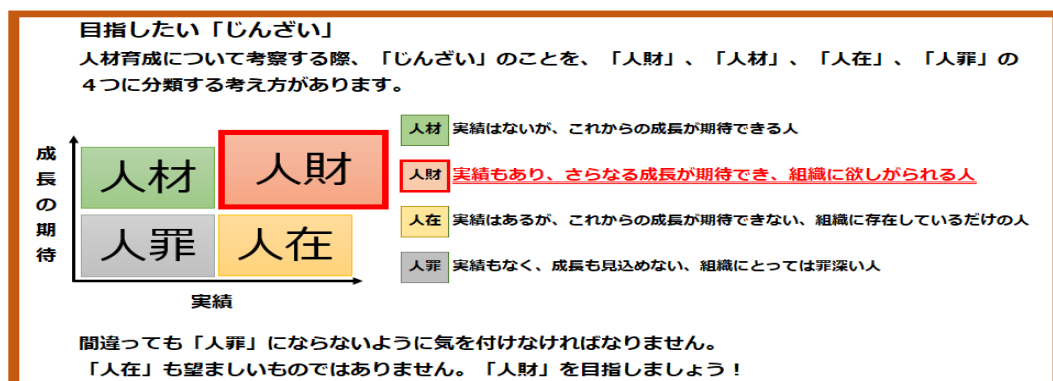 目指したい「じんざい」
人材育成について考察する際、「じんざい」のことを、「人財」、「人材」、「人在」、「人罪」の
４つに分類する考え方があります。
成長の期待
人材
人財
人罪
人在
実績
人材 実績はないが、これからの成長が期待できる人
人財 実績もあり、さらなる成長が期待でき、組織に欲しがられる人
人在 実績はあるが、これからの成長が期待できない、組織に存在しているだけの人
人罪 実績もなく、成長も見込めない、組織にとっては罪深い人
間違っても「人罪」にならないように気を付けなければなりません。
「人在」も望ましいものではありません。「人財」を目指しましょう！